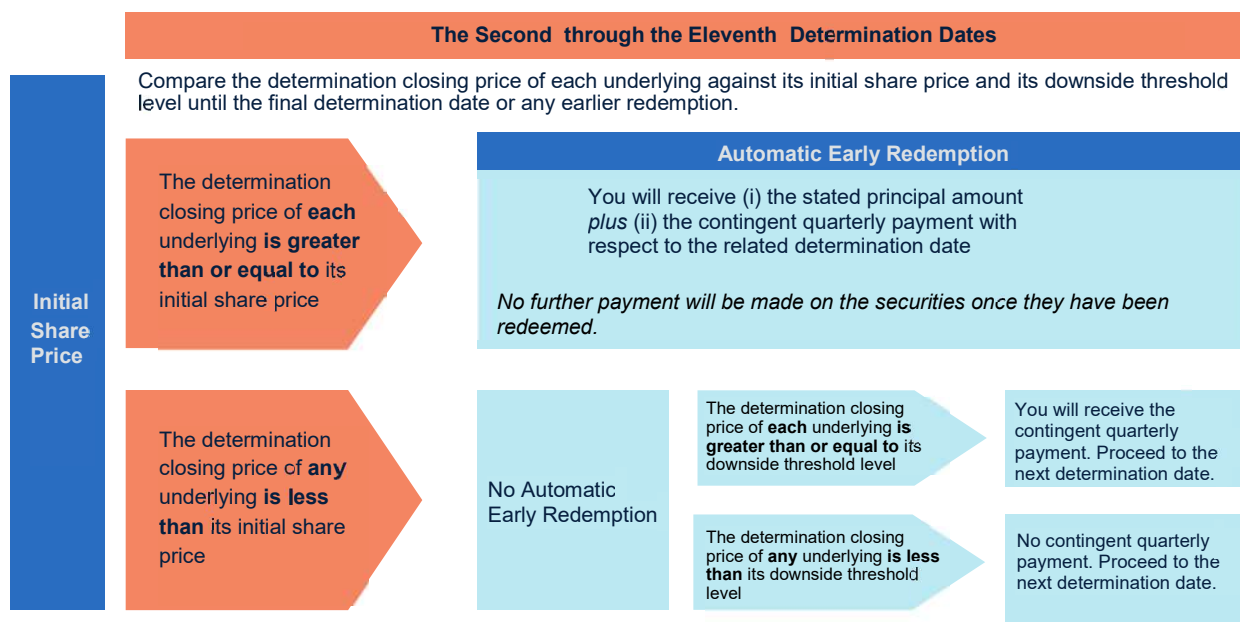 The Second through the Eleventh Determination Dates
Compare the determination closing price of each underlying against its initial share price and its downside threshold
level until the final determination date or any earlier redemption.
Initial
Share
Price
The determination
closing price of each
underlying is greater
than or equal to its
initial share price
Automatic Early Redemption
You will receive (i) the stated principal amount
plus (ii) the contingent quarterly payment with
respect to the related determination date
No further payment will be made on the securities once they have been
redeemed.
The determination
closing price of any
underlying is less
than its initial share
price
No Automatic
Early Redemption
The determination closing
price of each underlying is
greater than or equal to its
downside threshold level
You will receive the
contingent quarterly
payment. Proceed to the
next determination date.
The determination closing
price of any underlying is less
than its downside threshold
level
No contingent quarterly
payment. Proceed to the
next determination date.